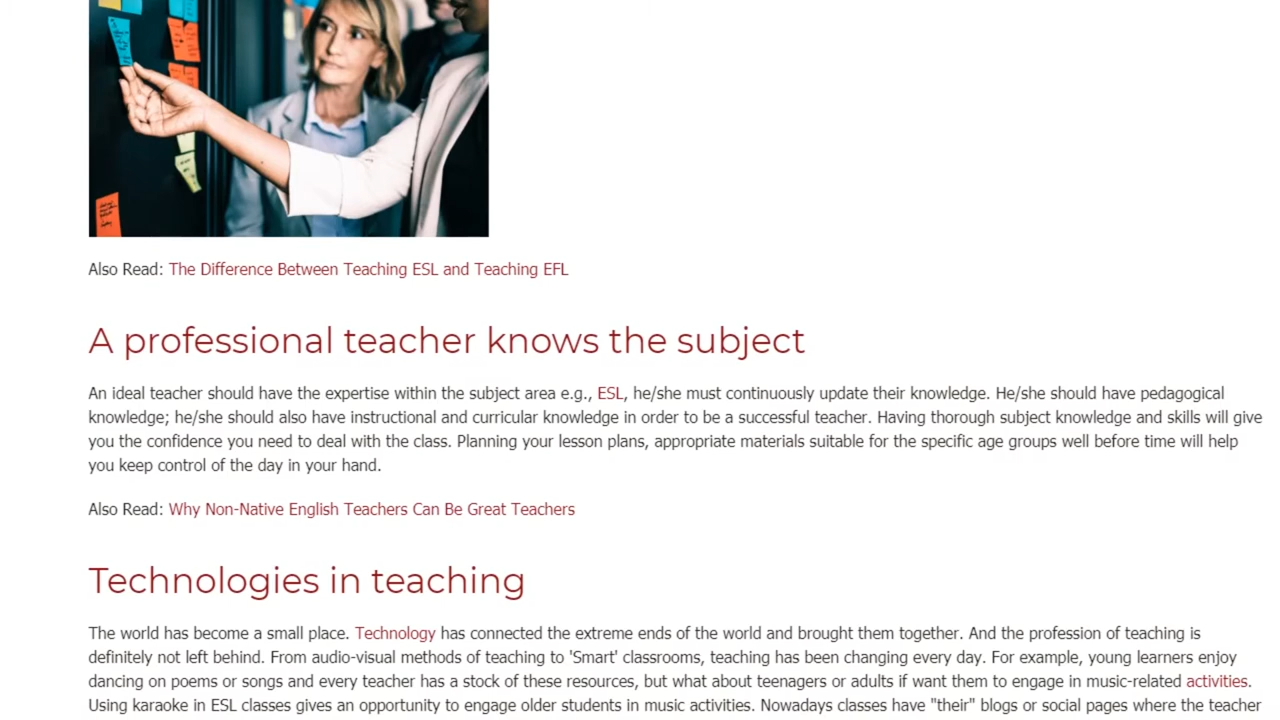 Also Read: The Difference Between Teaching ESL and Teaching EFL
A professional teacher knows the subject
An ideal teacher should have the expertise within the subject area e.g., ESL, he/she must continuously update their knowledge. He/she should have pedagogical
knowledge; he/she should also have instructional and curricular knowledge in order to be a successful teacher. Having thorough subject knowledge and skills will give
you the confidence you need to deal with the class. Planning your lesson plans, appropriate materials suitable for the specific age groups well before time will help
you keep control of the day in your hand.
Also Read: Why Non-Native English Teachers Can Be Great Teachers
Technologies in teaching
The world has become a small place. Technology has connected the extreme ends of the world and brought them together. And the profession of teaching is
definitely not left behind. From audio-visual methods of teaching to 'Smart' classrooms, teaching has been changing every day. For example, young learners enjoy
dancing on poems or songs and every teacher has a stock of these resources, but what about teenagers or adults if want them to engage in music-related activities.
Using karaoke in ESL classes gives an opportunity to engage older students in music activities. Nowadays classes have "their" blogs or social pages where the teacher